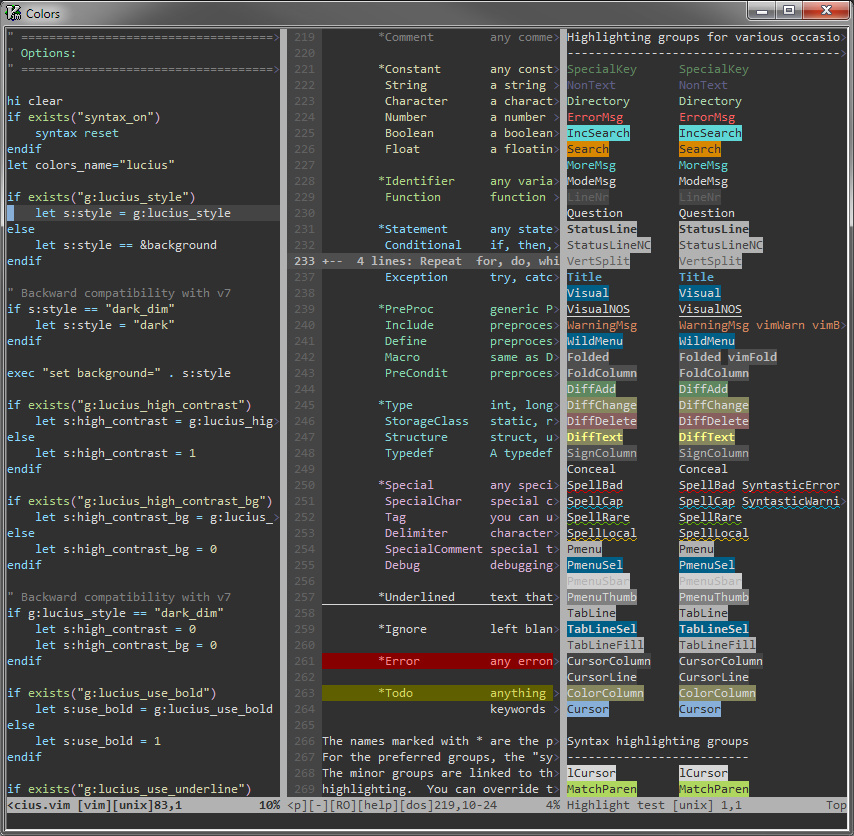 Colors
" ===================================>
" Options:
" ===================================>
hi clear
if exists("syntax_on")
    syntax reset
endif
let colors_name="lucius"
if exists("g:lucius_style")
    let s:style = g:lucius_style
else
    let s:style == &background
endif
" Backward compatibility with v7
if s:style == "dark_dim"
    let s:style = "dark"
endif
exec "set background=" . s:style
if exists("g:lucius_high_contrast")
    let s:high_contrast = g:lucius_hig>
else
    let s:high_contrast = 1
endif
if exists("g:lucius_high_contrast_bg")
    let s:high_contrast_bg = g:lucius_>
else
    let s:high_contrast_bg = 0
endif
" Backward compatibility with v7
if g:lucius_style == "dark_dim"
    let s:high_contrast = 0
    let s:high_contrast_bg = 0
endif
if exists("g:lucius_use_bold")
    let s:use_bold = g:lucius_use_bold
else
    let s:use_bold = 1
endif
if exists("g:lucius_use_underline")
<cius.vim [vim][unix]83,1 10%
219 *Comment any comme>
220
221 *Constant any const>
222 String a string >
223 Character a charact>
224 Number a number >
225 Boolean a boolean>
226 Float a floatin>
227
228 *Identifier any varia>
229 Function function >
230
231 *Statement any state>
232 Conditional if, then,>
233 +-- 4 lines: Repeat for, do, whi
237 Exception try, catc>
238
239 *PreProc generic P>
240 Include preproces>
241 Define preproces>
242 Macro same as D>
243 PreCondit preproces>
244
245 *Type int, long>
246 StorageClass static, r>
247 Structure struct, u>
248 Typedef A typedef>
249
250 *Special any speci>
251 SpecialChar special c>
252 Tag you can u>
253 Delimiter character>
254 SpecialComment special t>
255 Debug debugging>
256
257 *Underlined text that>
258
259 *Ignore left blan>
260
261 *Error any erron>
262
263 *Todo anything >
264 keywords >
265
266 The names marked with * are the p>
267 For the preferred groups, the "sy>
268 The minor groups are linked to th>
269 highlighting.  You can override t>
<p][-][RO][help][dos]219,10-24 4%
Highlighting groups for various occasio>
--------------------------------------->
SpecialKey SpecialKey
NonText NonText
Directory Directory
ErrorMsg ErrorMsg
IncSearch IncSearch
Search Search
MoreMsg MoreMsg
ModeMsg ModeMsg
LineNr LineNr
Question Question
StatusLine StatusLine
StatusLineNC StatusLineNC
VertSplit VertSplit
Title Title
Visual Visual
VisualNOS VisualNOS
WarningMsg WarningMsg vimWarn vimB>
WildMenu WildMenu
Folded Folded vimFold
FoldColumn FoldColumn
DiffAdd DiffAdd
DiffChange DiffChange
DiffDelete DiffDelete
DiffText DiffText
SignColumn SignColumn
Conceal Conceal
SpellBad SpellBad SyntasticError
SpellCap SpellCap SyntasticWarni>
SpellRare SpellRare
SpellLocal SpellLocal
Pmenu Pmenu
PmenuSel PmenuSel
PmenuSbar PmenuSbar
PmenuThumb PmenuThumb
TabLine TabLine
TabLineSel TabLineSel
TabLineFill TabLineFill
CursorColumn CursorColumn
CursorLine CursorLine
ColorColumn ColorColumn
Cursor Cursor
Syntax highlighting groups
--------------------------
lCursor lCursor
MatchParen MatchParen
Highlight test [unix] 1,1 Top